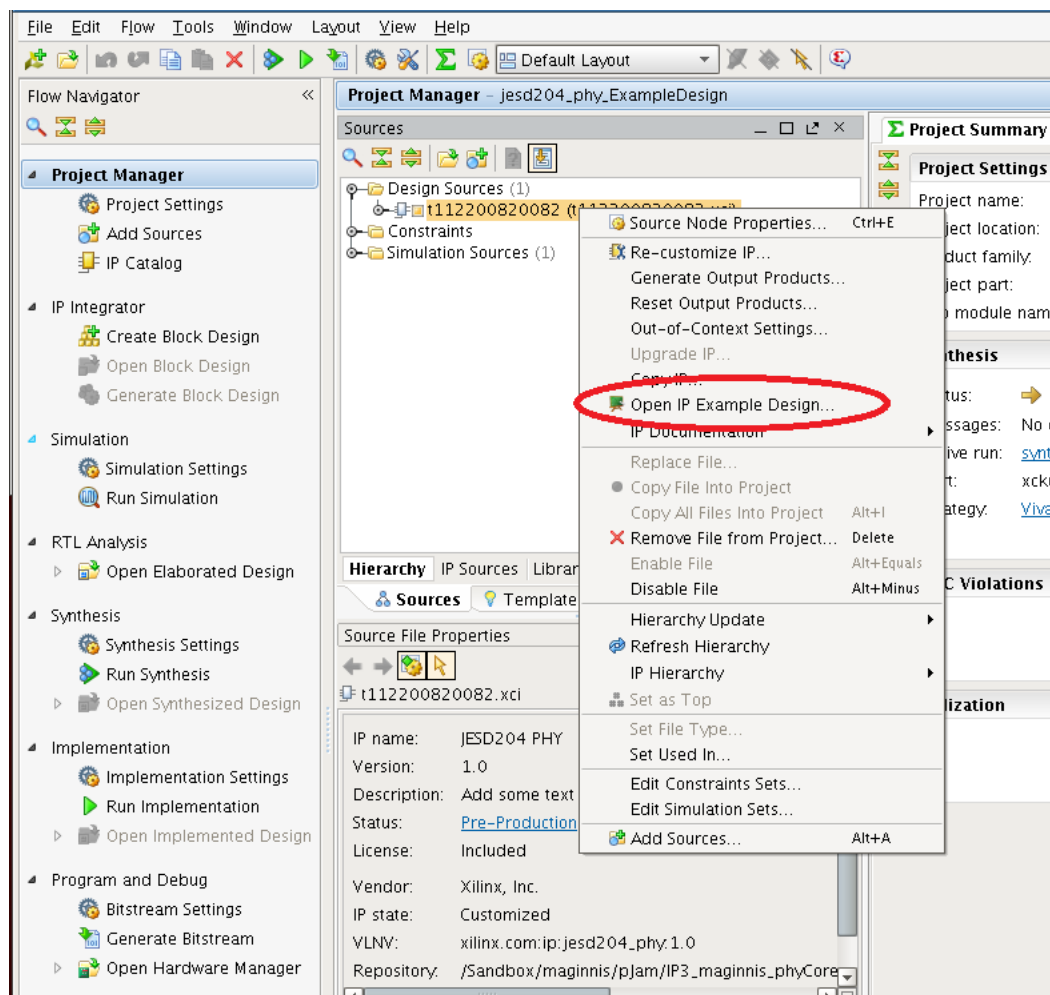 File Edit Flow Tools Window Layout View Help
Default Layout
Flow Navigator
Project Manager
Project Settings
Add Sources
IP Catalog
IP Integrator
Create Block Design
Open Block Design
Generate Block Design
Simulation
Simulation Settings
Run Simulation
RTL Analysis
Open Elaborated Design
Synthesis
Synthesis Settings
Run Synthesis
Open Synthesized Design
Implementation
Implementation Settings
Run Implementation
Open Implemented Design
Program and Debug
Bitstream Settings
Generate Bitstream
Open Hardware Manager
Project Manager - jesd204_phy_ExampleDesign
Sources
Design Sources (1)
t112200820082
Constraints
Simulation Sources (1)
Hierarchy IP Sources Librar
Sources Template
Source File Properties
t112200820082.xci
IP name: JESD204 PHY
Version: 1.0
Description: Add some text
Status: Pre-Production
License: Included
Vendor: Xilinx, Inc.
IP state: Customized
VLNV: xilinx.com:ip:jesd204_phy:1.0
Repository: /Sandbox/maginnis/pJam/IP3_maginnis_phyCore
Source Node Properties... Ctrl+E
Re-customize IP...
Generate Output Products...
Reset Output Products...
Out-of-Context Settings...
Upgrade IP...
Copy IP...
Open IP Example Design...
IP Documentation
Replace File...
Copy File Into Project
Copy All Files Into Project Alt+I
Remove File from Project... Delete
Enable File Alt+Equals
Disable File Alt+Minus
Hierarchy Update
Refresh Hierarchy
IP Hierarchy
Set as Top
Set File Type...
Set Used In...
Edit Constraints Sets...
Edit Simulation Sets...
Add Sources... Alt+A
Σ Project Summary
Project Settings
Project name:
ject location:
duct family:
ject part:
module nam
thesis
tus:
ssages: No
ive run: synt
t: xcku
ategy: Viva
C Violations
lization